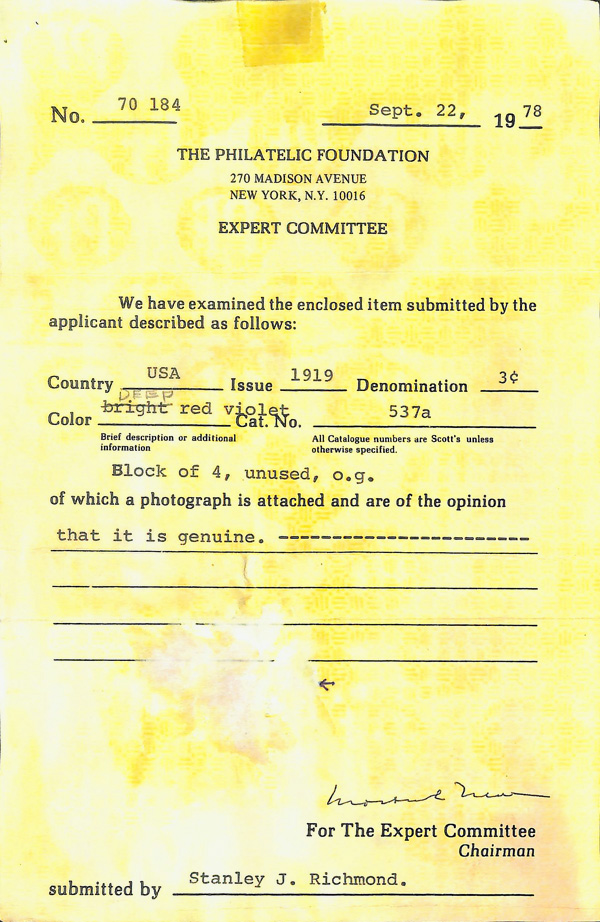 No. 70 184 Sept. 22, 19 78
THE PHILATELIC FOUNDATION
270 MADISON AVENUE
NEW YORK, N.Y. 10016
EXPERT COMMITTEE
We have examined the enclosed item submitted by the
applicant described as follows:
Country USA Issue 1919 Denomination 3¢
DEEP
Color bright red violet Cat. No. 537a
Brief description or additional information
All Catalogue numbers are Scott's unless otherwise specified.
Block of 4, unused, o.g.
of which a photograph is attached and are of the opinion
that it is genuine. ------------------------
For The Expert Committee
Chairman
submitted by Stanley J. Richmond.